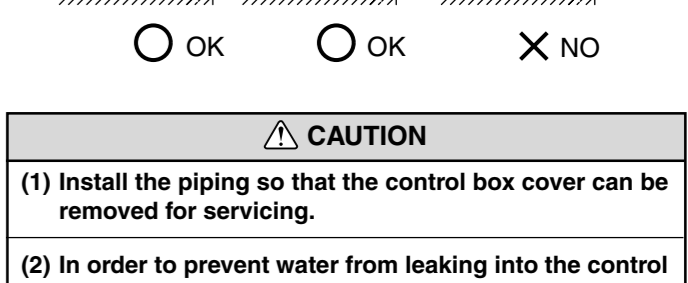 OK OK NO
CAUTION
(1) Install the piping so that the control box cover can be
removed for servicing.
(2) In order to prevent water from leaking into the control